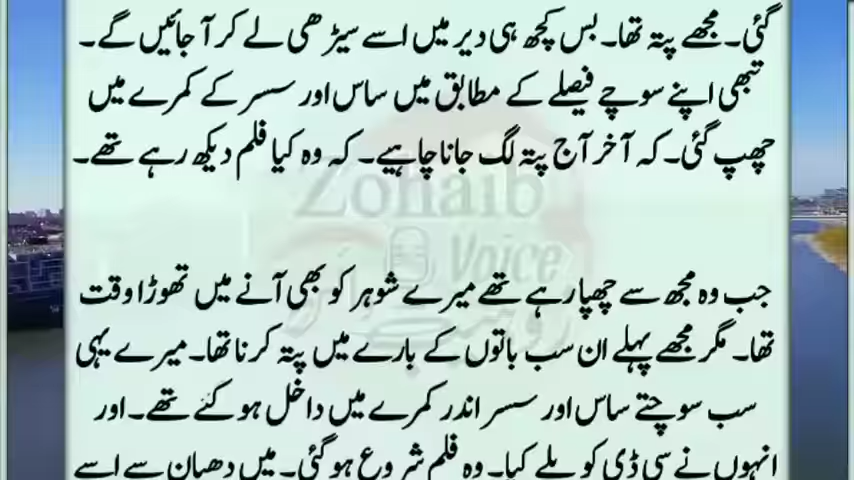 گئی۔ مجھے پتہ تھا۔ بس کچھ ہی دیر میں اسے سیڑھی لے کر آ جائیں گے۔
تبھی اپنے سوچے فیصلے کے مطابق میں ساس اور سسر کے کمرے میں
چھپ گئی۔ کہ آخر آج پتہ لگ جانا چاہیے۔ کہ وہ کیا فلم دیکھ رہے تھے۔
Zohaib
Voice
جب وہ مجھ سے چھپا رہے تھے میرے شوہر کو بھی آنے میں تھوڑا وقت
تھا۔ مگر مجھے پہلے ان سب باتوں کے بارے میں پتہ کرنا تھا۔ میرے یہی
سب سوچتے ساس اور سسر اندر کمرے میں داخل ہو گئے تھے۔ اور
انہوں نے سی ڈی کو پلے کیا۔ وہ فلم شروع ہو گئی۔ میں دھیان سے اسے